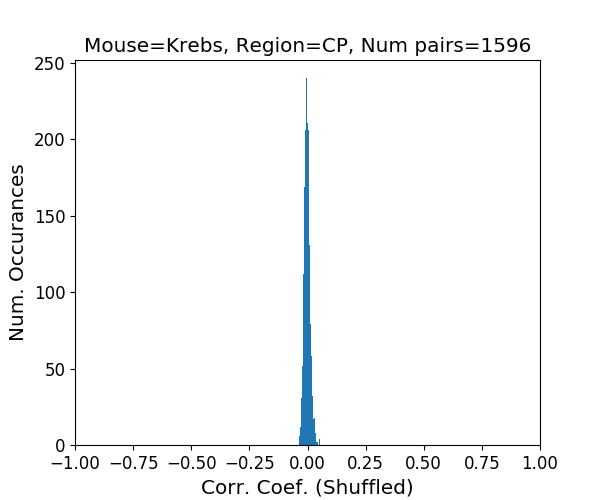 Mouse=Krebs, Region=CP, Num pairs=1596
250
200
150
100
50
0
Num. Occurances
−1.00 −0.75 −0.50 −0.25 0.00 0.25 0.50 0.75 1.00
Corr. Coef. (Shuffled)